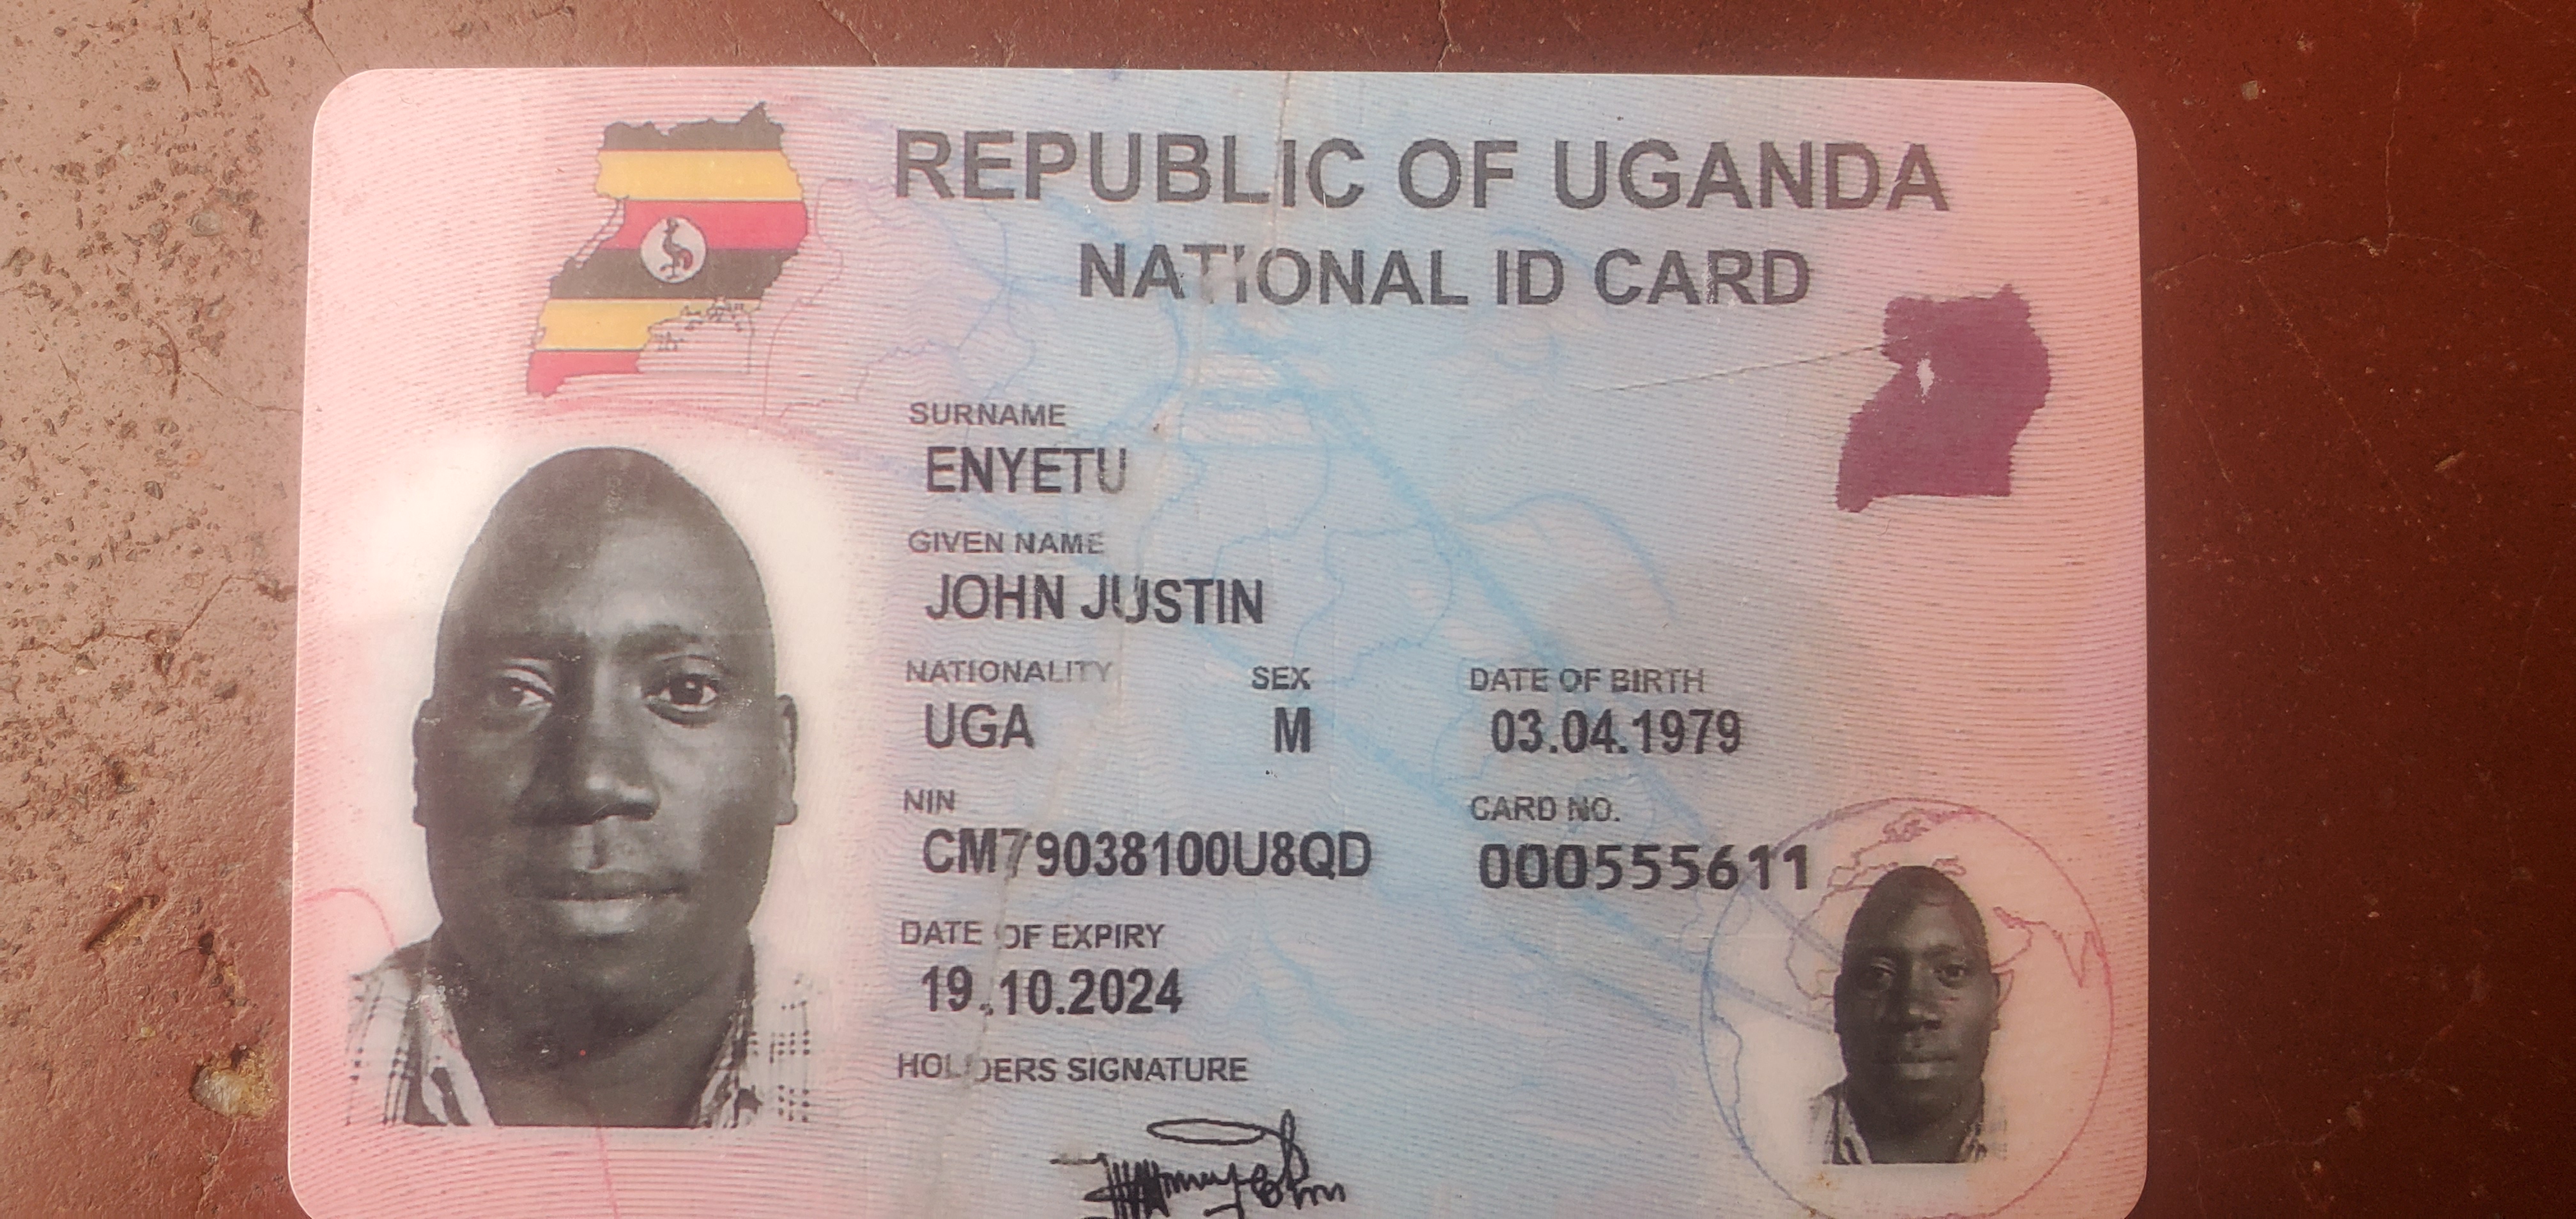 REPUBLIC OF UGANDA
NATIONAL ID CARD
SURNAME
ENYETU
GIVEN NAME
JOHN JUSTIN
NATIONALITY SEX DATE OF BIRTH
UGA M 03.04.1979
NIN CARD NO.
CM79038100U8QD 000555611
DATE OF EXPIRY
19.10.2024
HOLDERS SIGNATURE